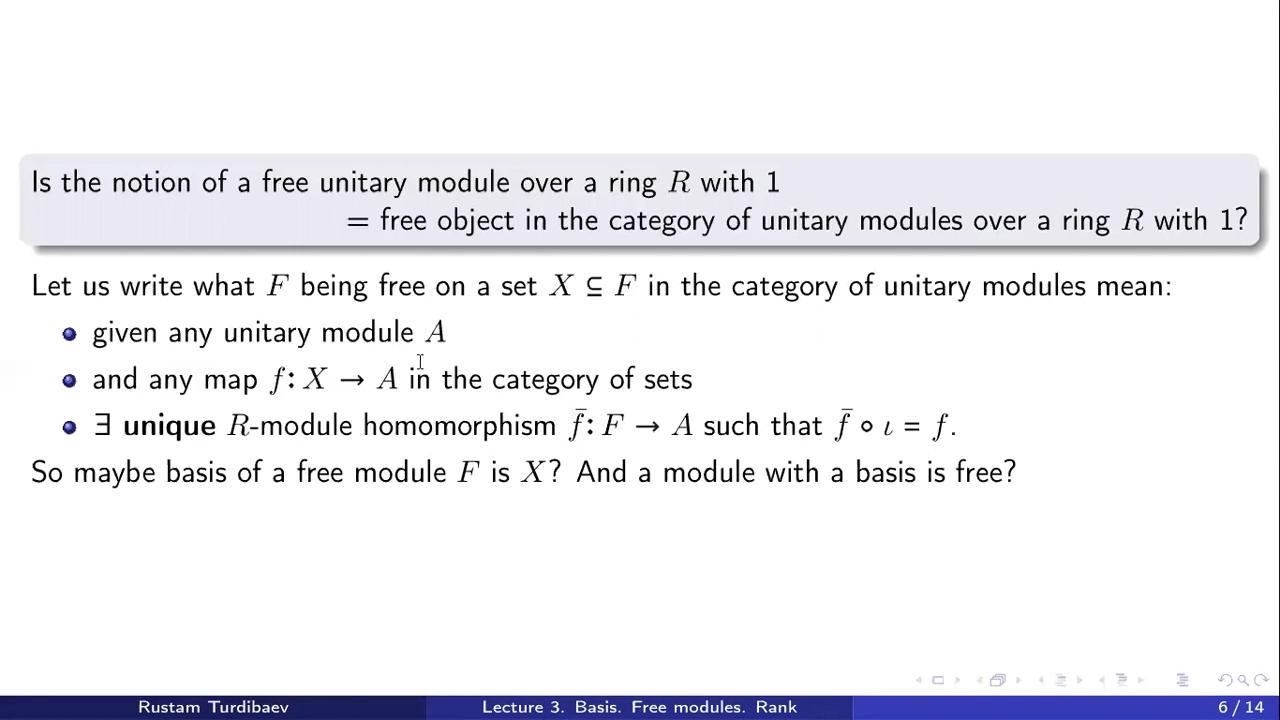 Is the notion of a free unitary module over a ring R with 1
= free object in the category of unitary modules over a ring R with 1?
Let us write what F being free on a set X ⊆ F in the category of unitary modules mean:
given any unitary module A
and any map f: X → A in the category of sets
∃ unique R-module homomorphism f̄: F → A such that f̄ ∘ ι = f.
So maybe basis of a free module F is X? And a module with a basis is free?
Rustam Turdibaev Lecture 3. Basis. Free modules. Rank 6 / 14